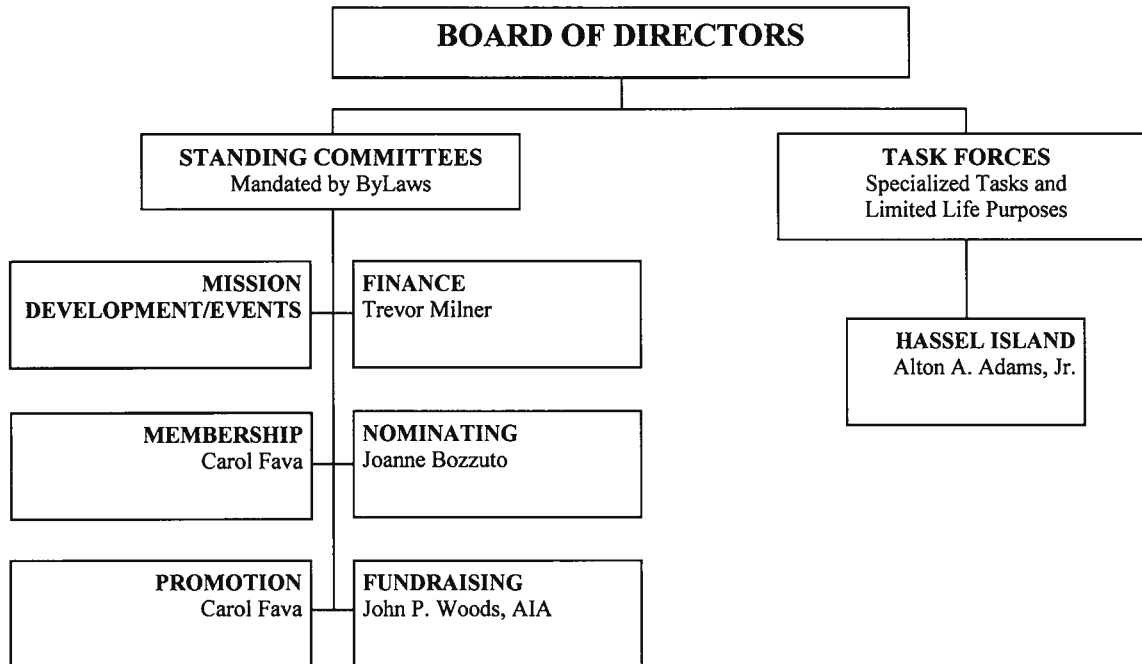 BOARD OF DIRECTORS
STANDING COMMITTEES
Mandated by ByLaws
TASK FORCES
Specialized Tasks and
Limited Life Purposes
MISSION
DEVELOPMENT/EVENTS
FINANCE
Trevor Milner
HASSEL ISLAND
Alton A. Adams, Jr.
MEMBERSHIP
Carol Fava
NOMINATING
Joanne Bozzuto
PROMOTION
Carol Fava
FUNDRAISING
John P. Woods, AIA